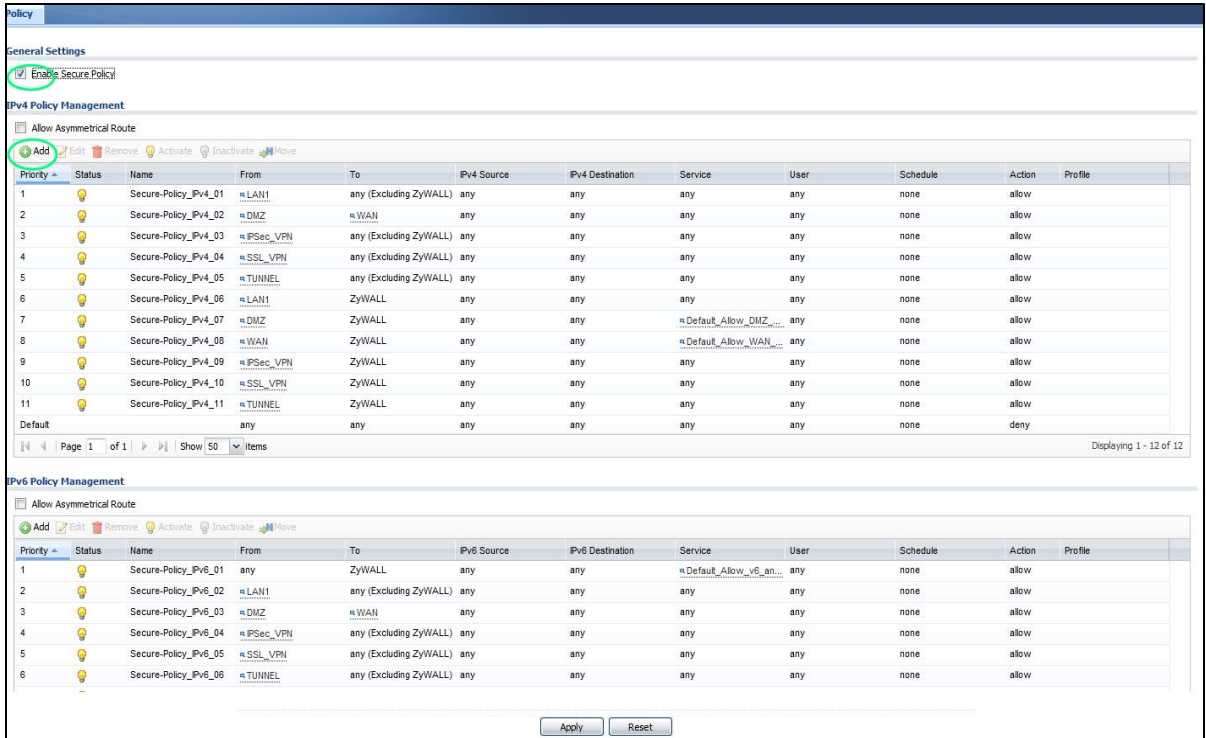 Policy
General Settings
Enable Secure Policy
IPv4 Policy Management
Allow Asymmetrical Route
Add Edit Remove Activate Inactivate Move
Priority Status Name From To IPv4 Source IPv4 Destination Service User Schedule Action Profile
1 Secure-Policy_IPv4_01 LAN1 any (Excluding ZyWALL) any any any any none allow
2 Secure-Policy_IPv4_02 DMZ WAN any any any any none allow
3 Secure-Policy_IPv4_03 IPSec_VPN any (Excluding ZyWALL) any any any any none allow
4 Secure-Policy_IPv4_04 SSL_VPN any (Excluding ZyWALL) any any any any none allow
5 Secure-Policy_IPv4_05 TUNNEL any (Excluding ZyWALL) any any any any none allow
6 Secure-Policy_IPv4_06 LAN1 ZyWALL any any any any none allow
7 Secure-Policy_IPv4_07 DMZ ZyWALL any any Default_Allow_DMZ_... any none allow
8 Secure-Policy_IPv4_08 WAN ZyWALL any any Default_Allow_WAN_... any none allow
9 Secure-Policy_IPv4_09 IPSec_VPN ZyWALL any any any any none allow
10 Secure-Policy_IPv4_10 SSL_VPN ZyWALL any any any any none allow
11 Secure-Policy_IPv4_11 TUNNEL ZyWALL any any any any none allow
Default any any any any any any none deny
Page 1 of 1 Show 50 items Displaying 1 - 12 of 12
IPv6 Policy Management
Allow Asymmetrical Route
Add Edit Remove Activate Inactivate Move
Priority Status Name From To IPv6 Source IPv6 Destination Service User Schedule Action Profile
1 Secure-Policy_IPv6_01 any ZyWALL any any Default_Allow_v6_an... any none allow
2 Secure-Policy_IPv6_02 LAN1 any (Excluding ZyWALL) any any any any none allow
3 Secure-Policy_IPv6_03 DMZ WAN any any any any none allow
4 Secure-Policy_IPv6_04 IPSec_VPN any (Excluding ZyWALL) any any any any none allow
5 Secure-Policy_IPv6_05 SSL_VPN any (Excluding ZyWALL) any any any any none allow
6 Secure-Policy_IPv6_06 TUNNEL any (Excluding ZyWALL) any any any any none allow
Apply Reset